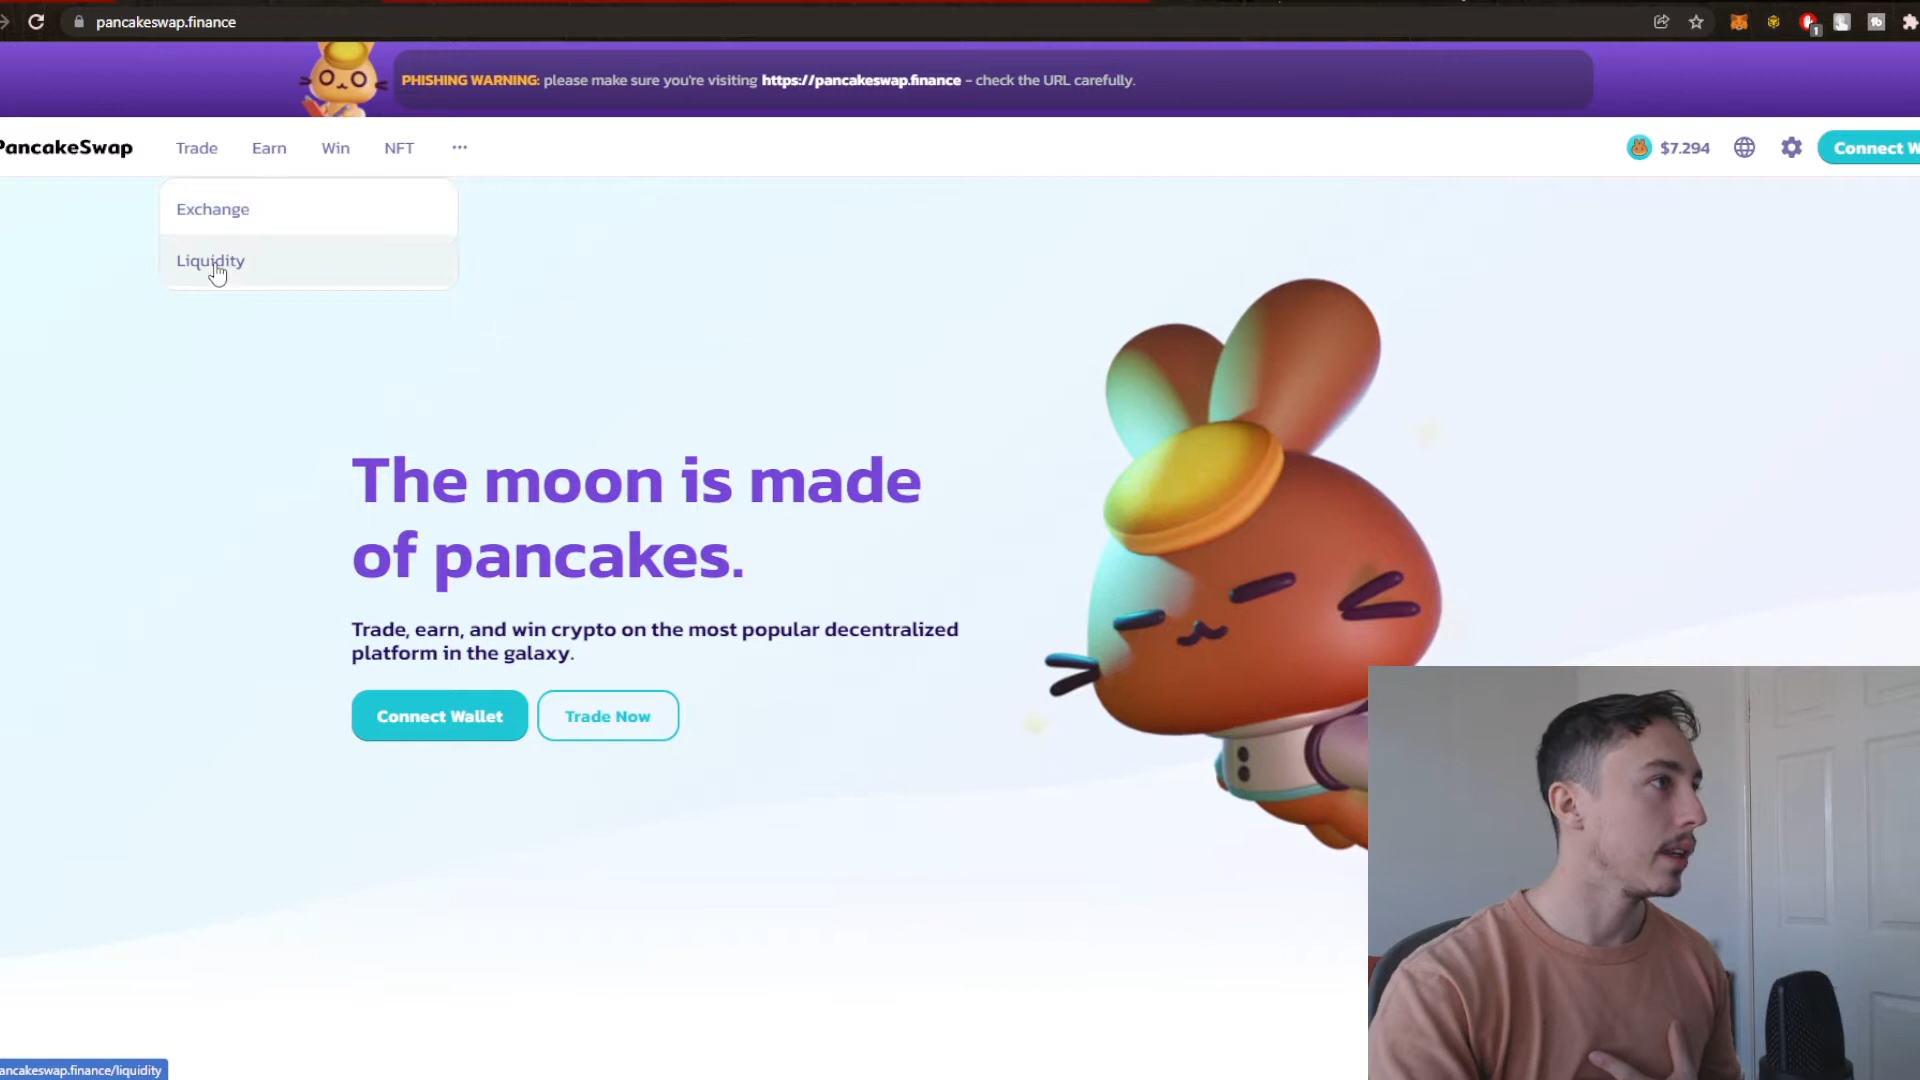 pancakeswap.finance
1
PHISHING WARNING: please make sure you're visiting https://pancakeswap.finance - check the URL carefully.
PancakeSwap
Trade
Earn
Win
NFT
$7.294
Connect W
Exchange
Liquidity
The moon is made
of pancakes.
Trade, earn, and win crypto on the most popular decentralized
platform in the galaxy.
Connect Wallet
Trade Now
ancakeswap.finance/liquidity